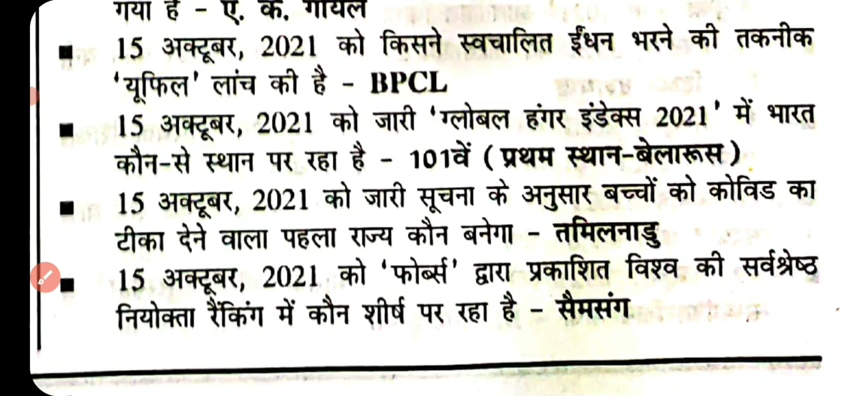 गया है - ए. के. गोयल
15 अक्टूबर, 2021 को किसने स्वचालित ईंधन भरने की तकनीक
'यूफिल' लांच की है - BPCL
15 अक्टूबर, 2021 को जारी 'ग्लोबल हंगर इंडेक्स 2021' में भारत
कौन-से स्थान पर रहा है - 101वें (प्रथम स्थान-बेलारूस)
15 अक्टूबर, 2021 को जारी सूचना के अनुसार बच्चों को कोविड का
टीका देने वाला पहला राज्य कौन बनेगा - तमिलनाडु
15 अक्टूबर, 2021 को 'फोर्ब्स' द्वारा प्रकाशित विश्व की सर्वश्रेष्ठ
नियोक्ता रैंकिंग में कौन शीर्ष पर रहा है - सैमसंग